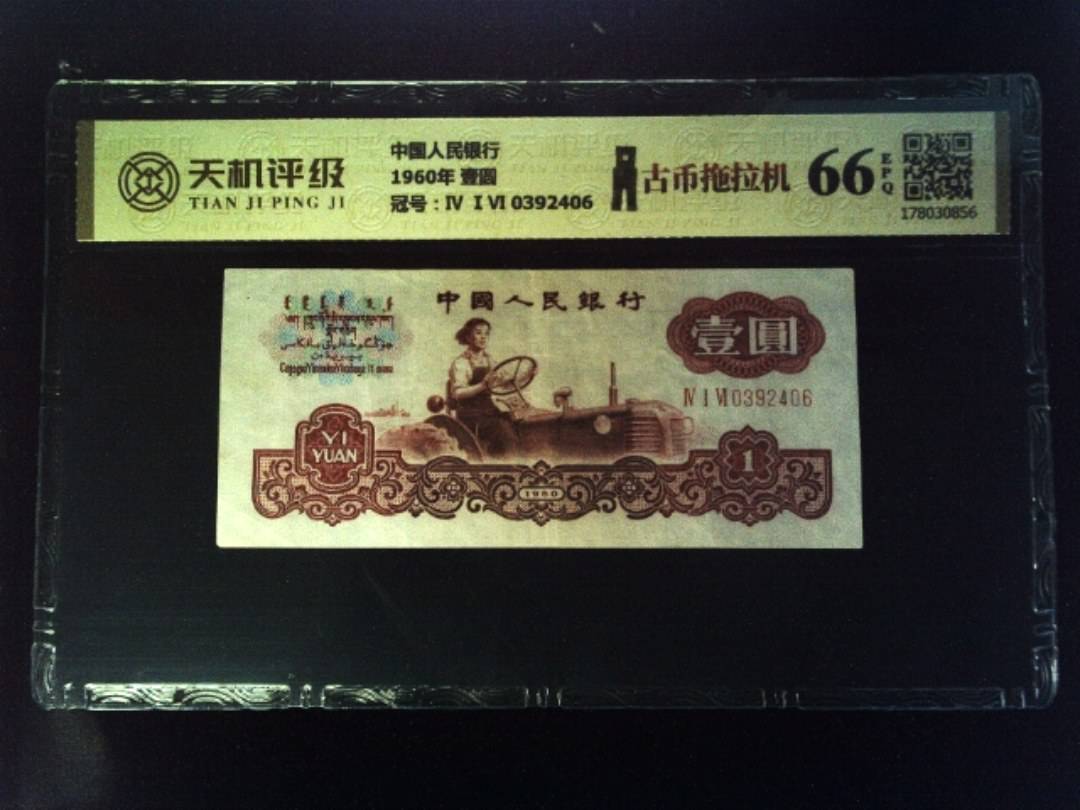 天机评级
TIAN JI PING JI
中国人民银行
1960年 壹圆
冠号：Ⅳ Ⅰ Ⅵ 0392406
古币拖拉机
66
EPQ
178030856
中國人民銀行
壹圓
Ⅳ Ⅰ Ⅵ 0392406
YI
YUAN
1
1960